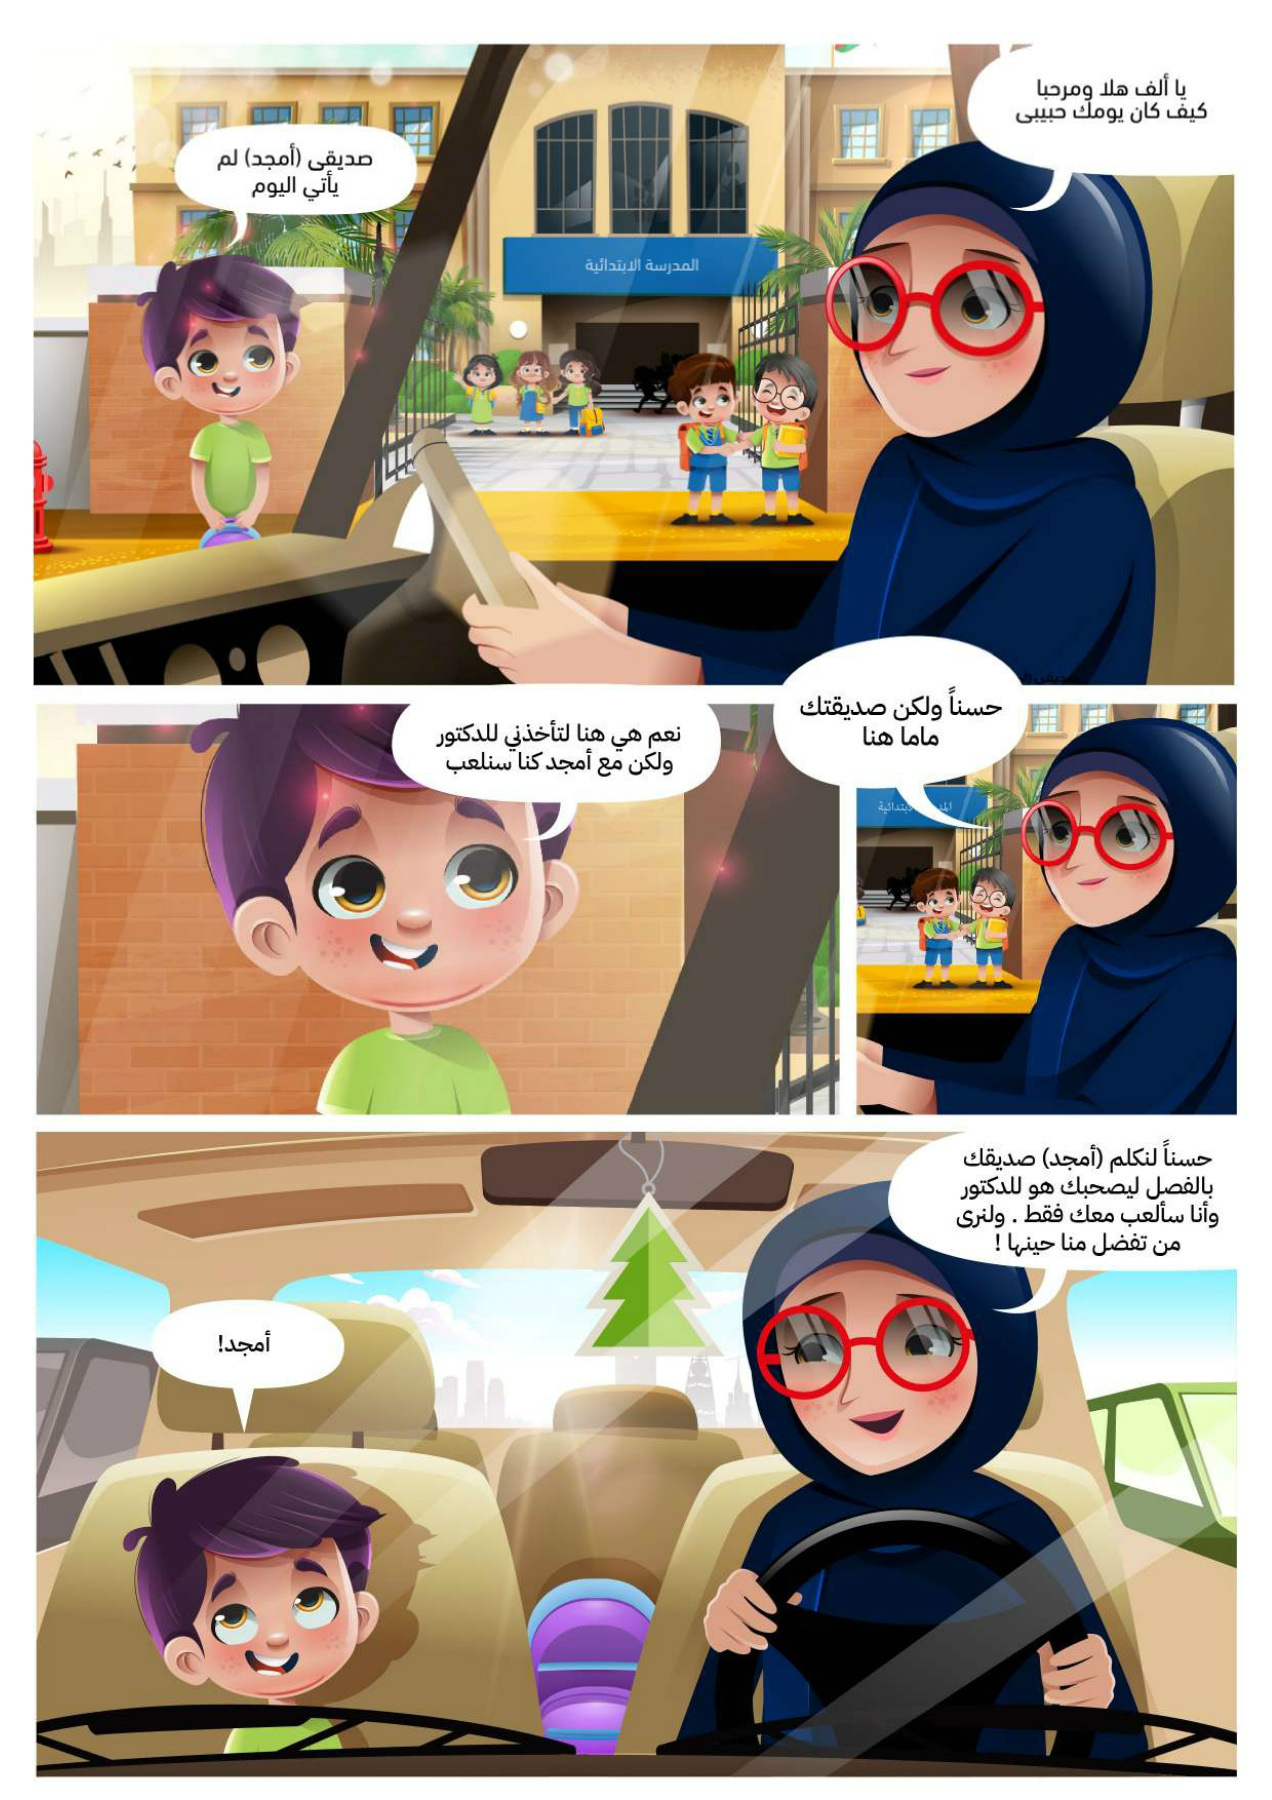 يا ألف هلا ومرحبا
كيف كان يومك حبيبى
صديقى (أمجد) لم
يأتي اليوم
المدرسة الابتدائية
حسناً ولكن صديقتك
ماما هنا
نعم هي هنا لتأخذني للدكتور
ولكن مع أمجد كنا سنلعب
حسناً لنكلم (أمجد) صديقك
بالفصل ليصحبك هو للدكتور
وأنا سألعب معك فقط . ولنرى
من تفضل منا حينها !
أمجد!